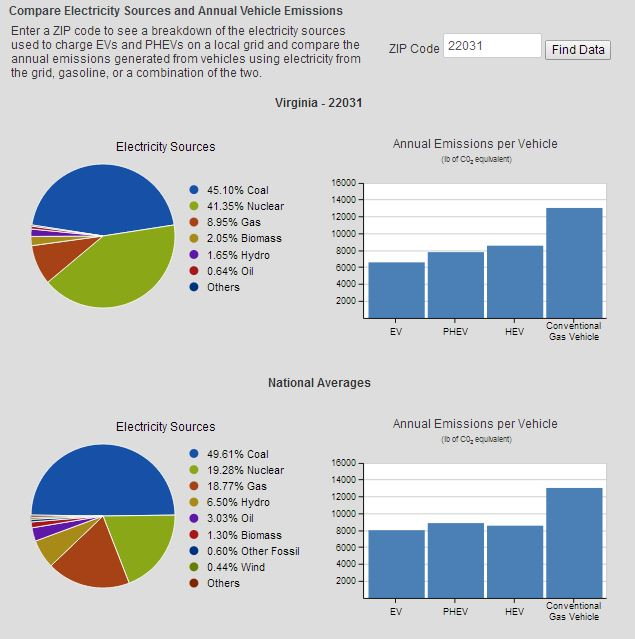 Compare Electricity Sources and Annual Vehicle Emissions
Enter a ZIP code to see a breakdown of the electricity sources
used to charge EVs and PHEVs on a local grid and compare the
annual emissions generated from vehicles using electricity from
the grid, gasoline, or a combination of the two.
ZIP Code 22031 Find Data
Virginia - 22031
Electricity Sources
45.10% Coal
41.35% Nuclear
8.95% Gas
2.05% Biomass
1.65% Hydro
0.64% Oil
Others
Annual Emissions per Vehicle
(lb of C0₂ equivalent)
16000
14000
12000
10000
8000
6000
4000
2000
EV
PHEV
HEV
Conventional
Gas Vehicle
National Averages
Electricity Sources
49.61% Coal
19.28% Nuclear
18.77% Gas
6.50% Hydro
3.03% Oil
1.30% Biomass
0.60% Other Fossil
0.44% Wind
Others
Annual Emissions per Vehicle
(lb of C0₂ equivalent)
16000
14000
12000
10000
8000
6000
4000
2000
EV
PHEV
HEV
Conventional
Gas Vehicle